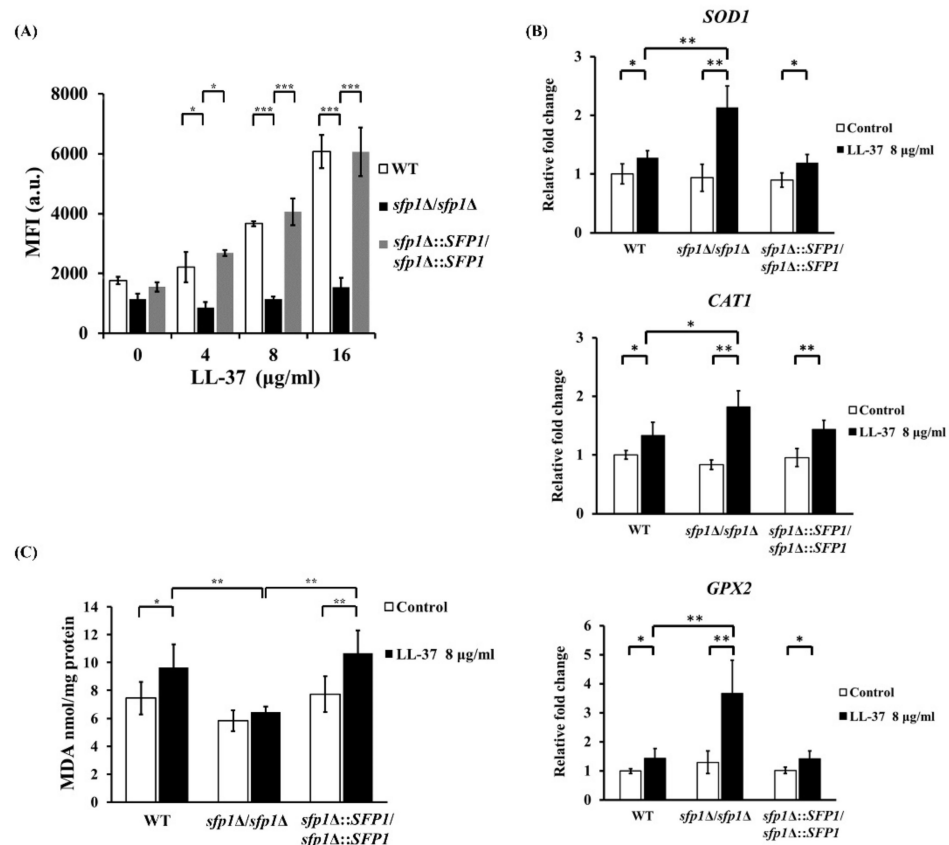 (A)
8000
6000
4000
2000
0
MFI (a.u.)
* * *** *** *** ***
0 4 8 16
LL-37 (μg/ml)
WT
sfp1Δ/sfp1Δ
sfp1Δ::SFP1/
sfp1Δ::SFP1
(B)
SOD1
3
2
1
0
Relative fold change
**
* ** *
Control
LL-37 8 μg/ml
WT sfp1Δ/sfp1Δ sfp1Δ::SFP1/
sfp1Δ::SFP1
CAT1
3
2
1
0
Relative fold change
*
* ** **
Control
LL-37 8 μg/ml
WT sfp1Δ/sfp1Δ sfp1Δ::SFP1/
sfp1Δ::SFP1
(C)
14
12
10
8
6
4
2
0
MDA nmol/mg protein
** **
* **
Control
LL-37 8 μg/ml
WT sfp1Δ/sfp1Δ sfp1Δ::SFP1/
sfp1Δ::SFP1
GPX2
6
5
4
3
2
1
0
Relative fold change
**
* ** *
Control
LL-37 8 μg/ml
WT sfp1Δ/sfp1Δ sfp1Δ::SFP1/
sfp1Δ::SFP1